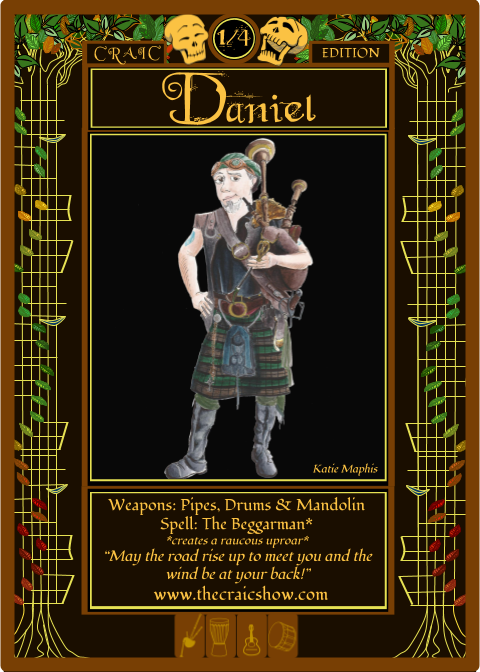 CRAIC 1/4 EDITION
Daniel
Katie Maphis
Weapons: Pipes, Drums & Mandolin
Spell: The Beggarman*
*creates a raucous uproar*
“May the road rise up to meet you and the
wind be at your back!”
www.thecraicshow.com